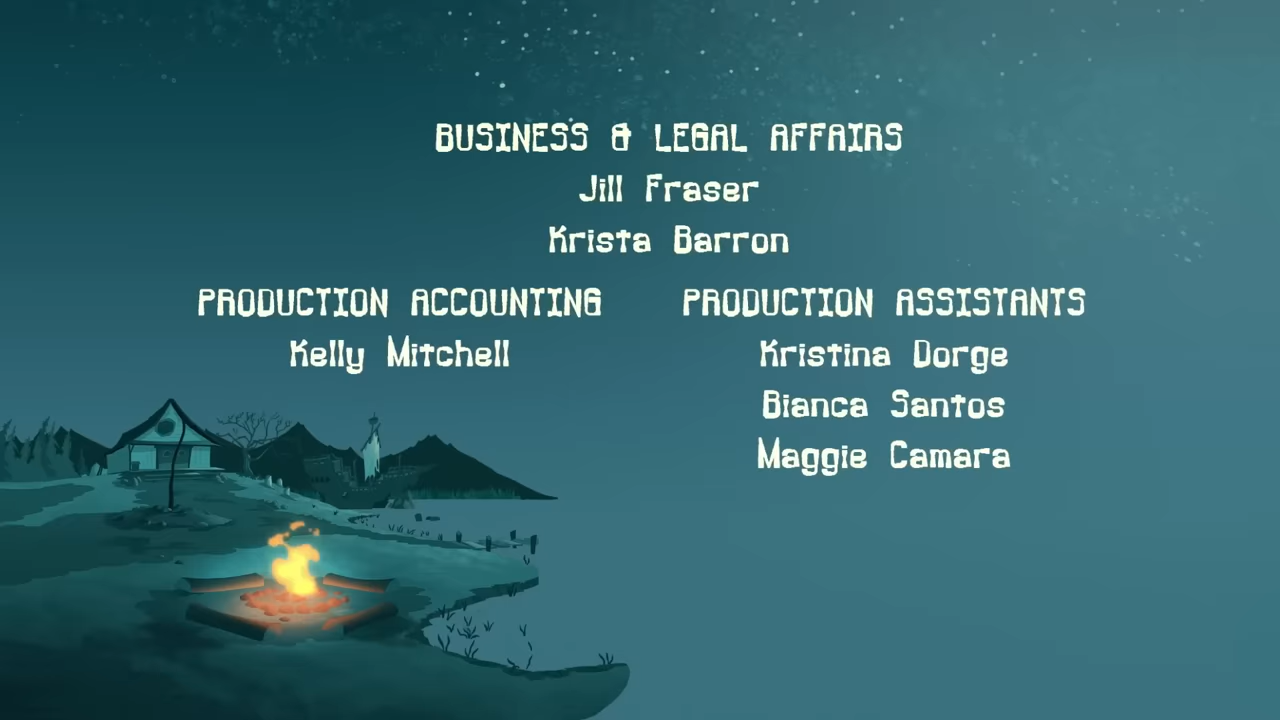 BUSINESS & LEGAL AFFAIRS
Jill Fraser
Krista Barron
PRODUCTION ACCOUNTING
Kelly Mitchell
PRODUCTION ASSISTANTS
Kristina Dorge
Bianca Santos
Maggie Camara